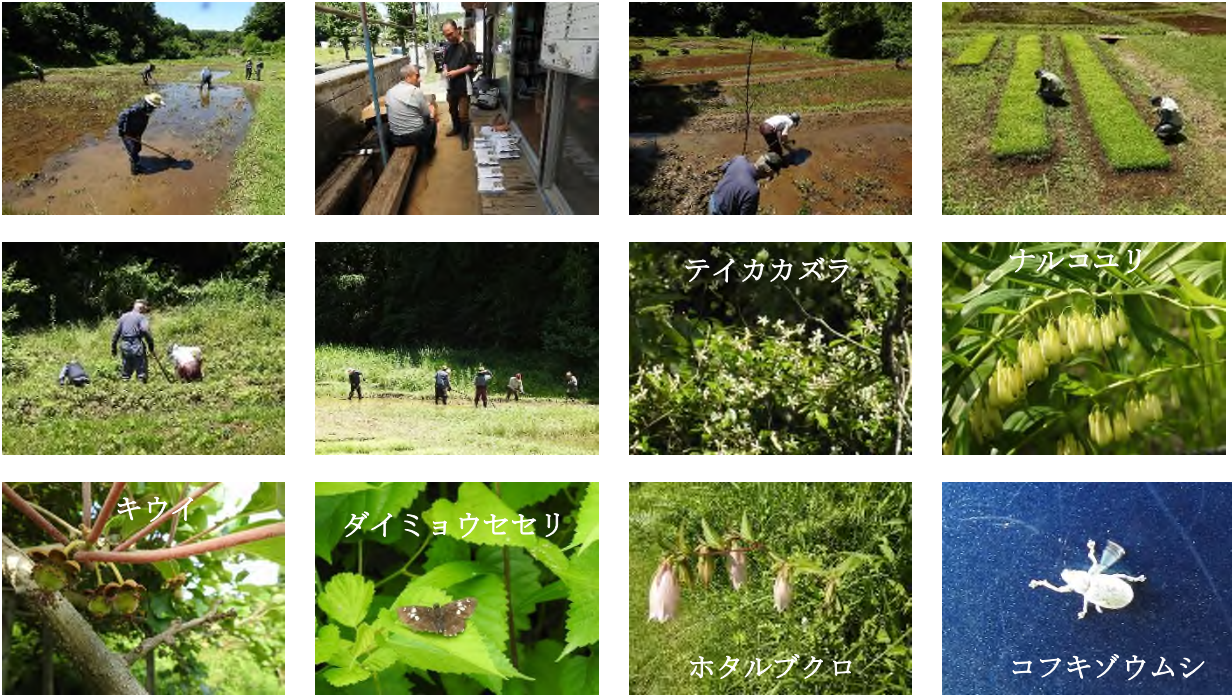 テイカカズラ
ナルコユリ
キウイ
ダイミョウセセリ
ホタルブクロ
コフキゾウムシ